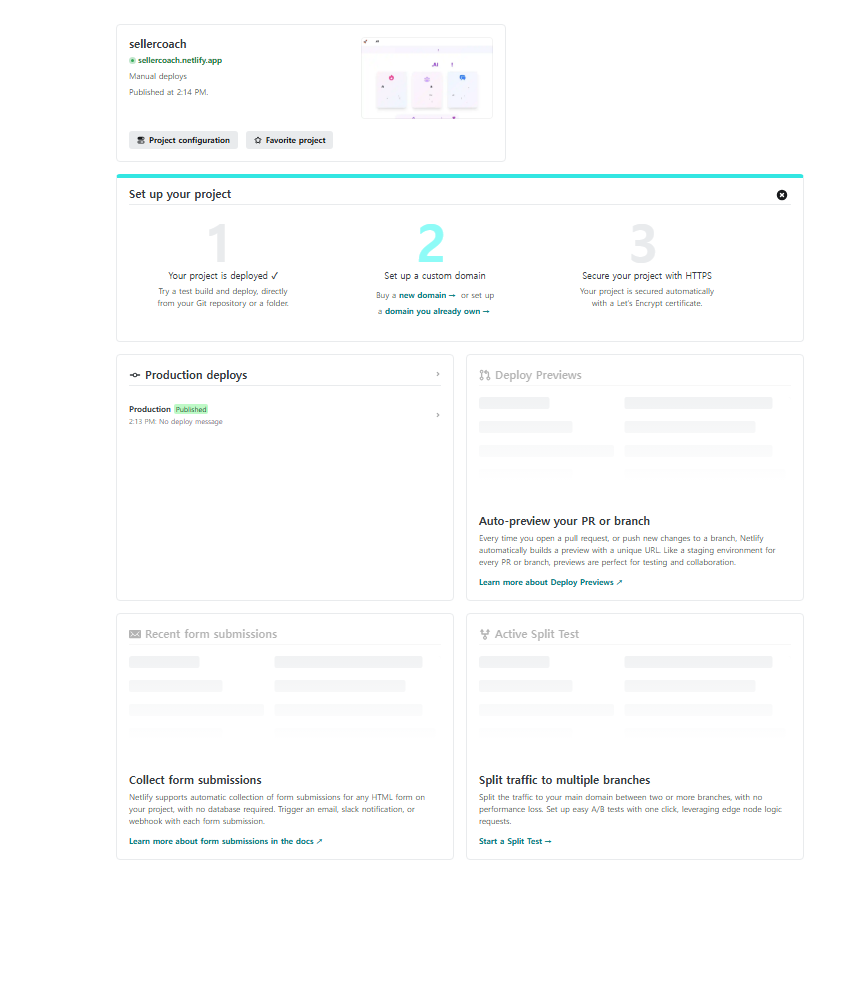 sellercoach
sellercoach.netlify.app
Manual deploys
Published at 2:14 PM.
Project configuration
Favorite project
Set up your project
1
Your project is deployed ✓
Try a test build and deploy, directly
from your Git repository or a folder.
2
Set up a custom domain
Buy a new domain → or set up
a domain you already own →
3
Secure your project with HTTPS
Your project is secured automatically
with a Let's Encrypt certificate.
Production deploys
Production Published
2:13 PM: No deploy message
Deploy Previews
Auto-preview your PR or branch
Every time you open a pull request, or push new changes to a branch, Netlify
automatically builds a preview with a unique URL. Like a staging environment for
every PR or branch, previews are perfect for testing and collaboration.
Learn more about Deploy Previews ↗
Recent form submissions
Collect form submissions
Netlify supports automatic collection of form submissions for any HTML form on
your project, with no database required. Trigger an email, slack notification, or
webhook with each form submission.
Learn more about form submissions in the docs ↗
Active Split Test
Split traffic to multiple branches
Split the traffic to your main domain between two or more branches, with no
performance loss. Set up easy A/B tests with one click, leveraging edge node logic
requests.
Start a Split Test →